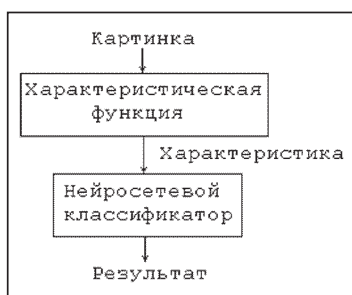 Картинка
Характеристическая
функция
Характеристика
Нейросетевой
классификатор
Результат